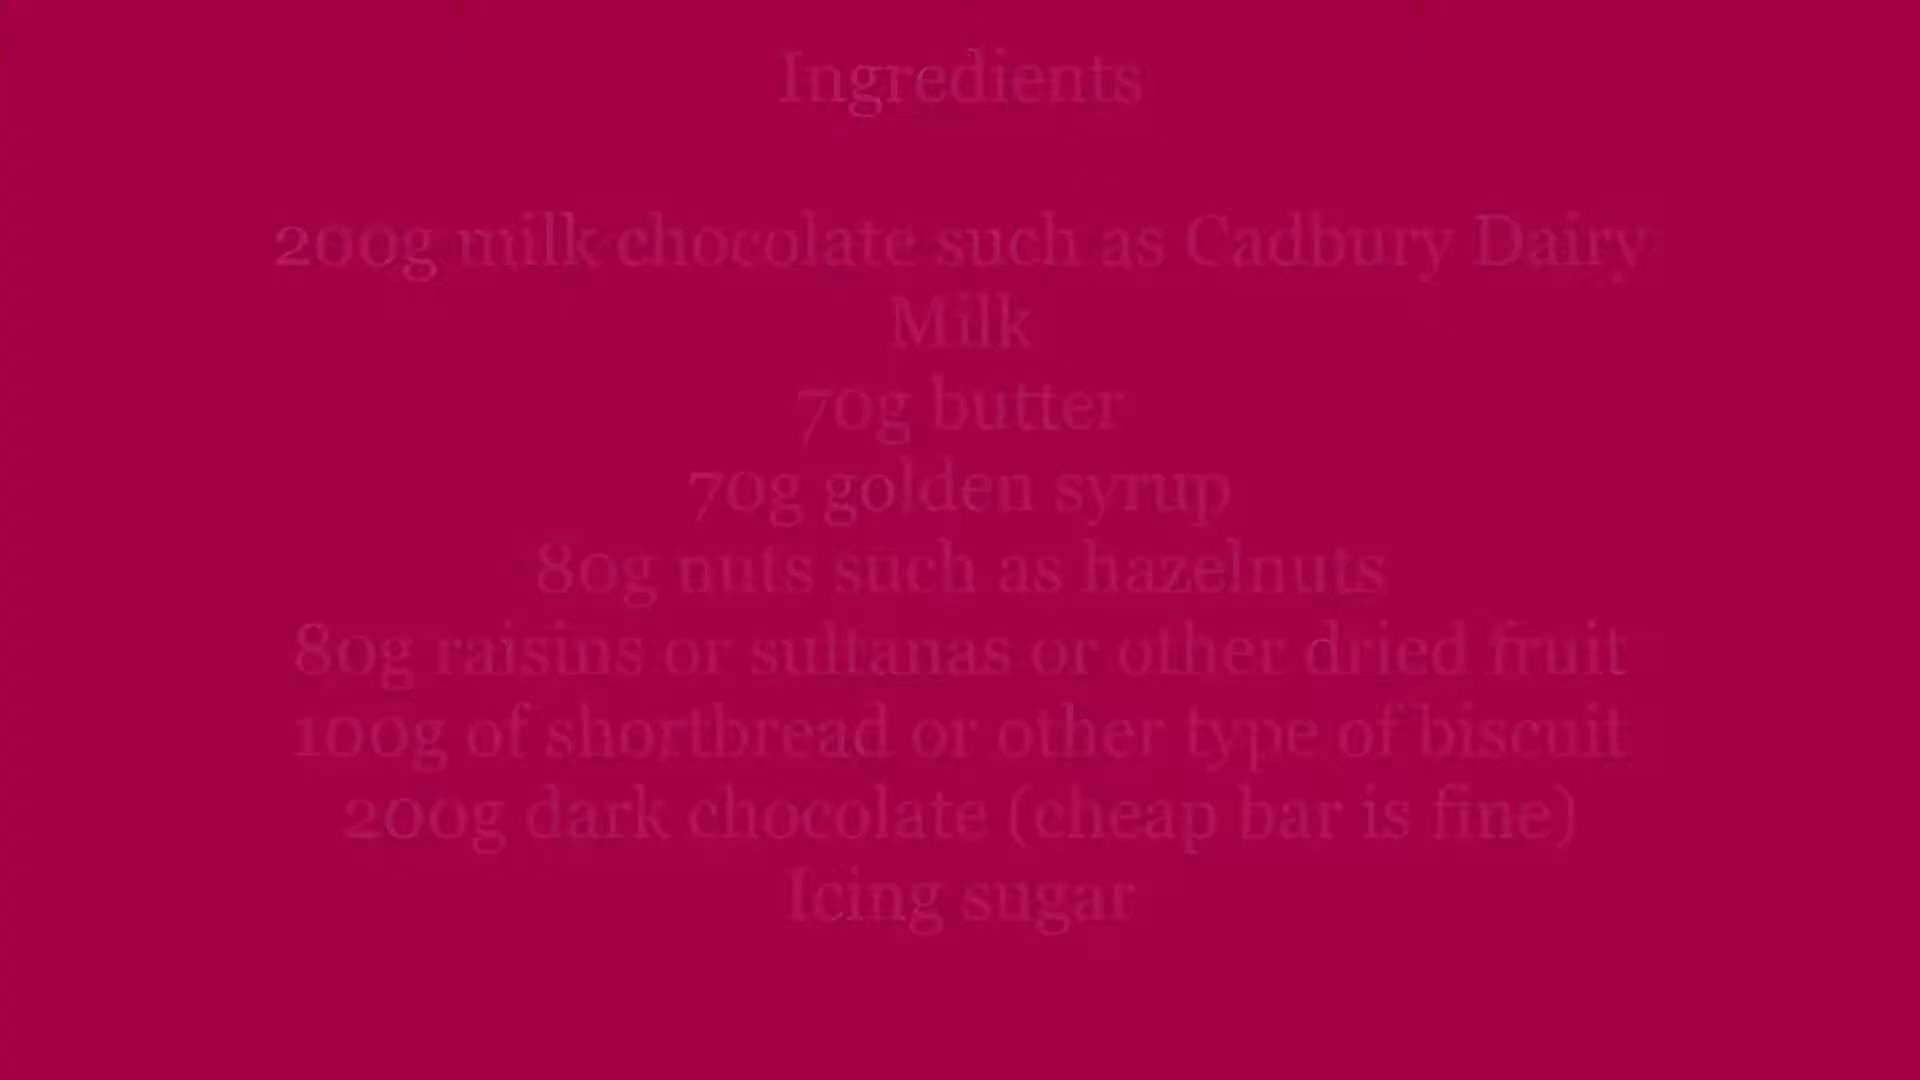 Ingredients
200g milk chocolate such as Cadbury Dairy
Milk
70g butter
70g golden syrup
80g nuts such as hazelnuts
80g raisins or sultanas or other dried fruit
100g of shortbread or other type of biscuit
200g dark chocolate (cheap bar is fine)
Icing sugar